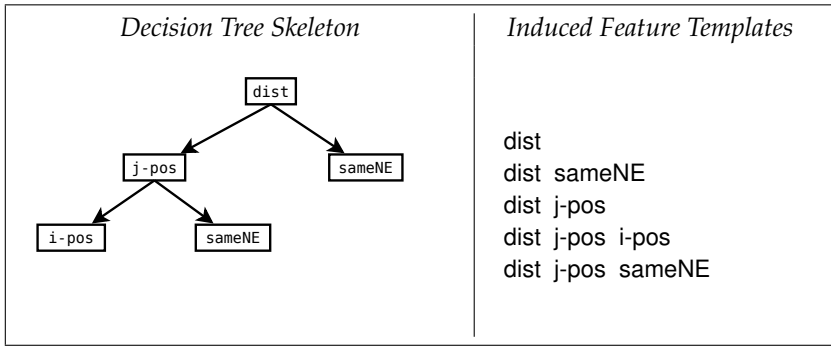 Decision Tree Skeleton
dist
j-pos
sameNE
i-pos
sameNE
Induced Feature Templates
dist
dist sameNE
dist j-pos
dist j-pos i-pos
dist j-pos sameNE